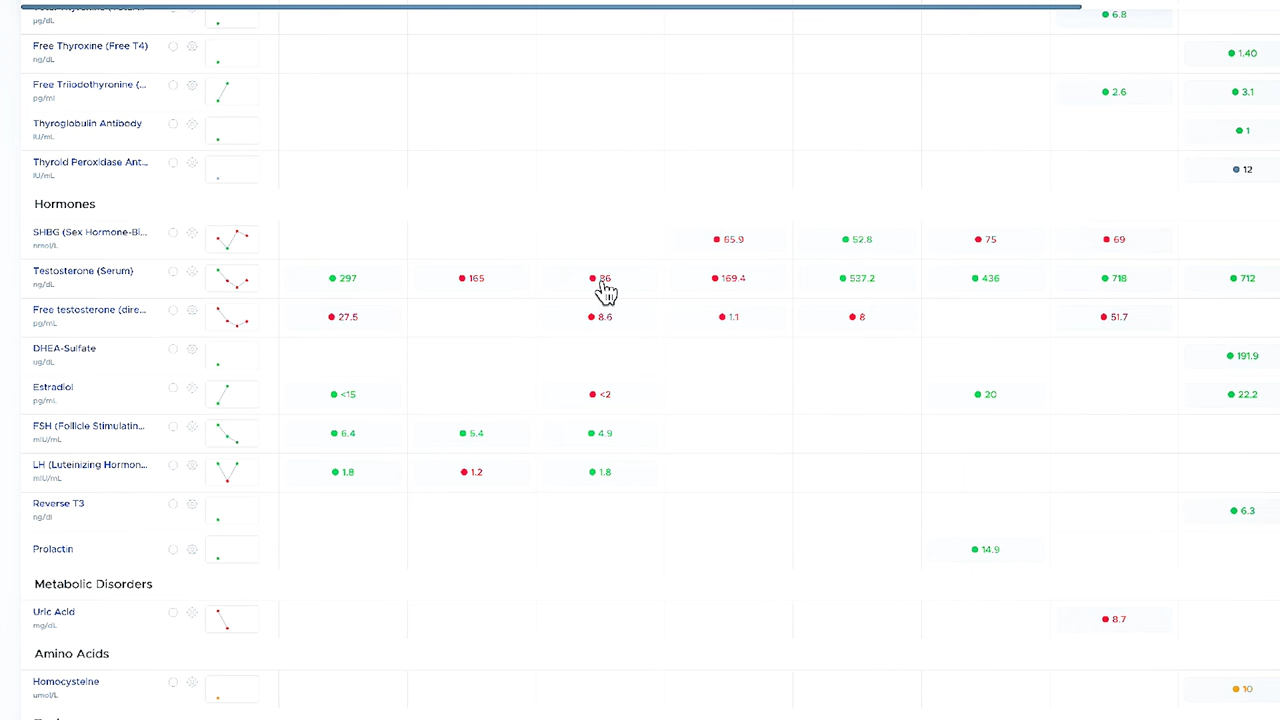 µg/dL
6.8
Free Thyroxine (Free T4)
ng/dL
1.40
Free Triiodothyronine (...
pg/ml
2.6 3.1
Thyroglobulin Antibody
IU/mL
1
Thyroid Peroxidase Ant...
IU/mL
12
Hormones
SHBG (Sex Hormone-Bi...
nmol/L
65.9 52.8 75 69
Testosterone (Serum)
ng/dL
297 165 86 169.4 537.2 436 718 712
Free testosterone (dire...
pg/mL
27.5 8.6 1.1 8 51.7
DHEA-Sulfate
ug/dL
191.9
Estradiol
pg/mL
<15 <2 20 22.2
FSH (Follicle Stimulatin...
mIU/mL
6.4 5.4 4.9
LH (Luteinizing Hormon...
mIU/mL
1.8 1.2 1.8
Reverse T3
ng/dl
6.3
Prolactin
14.9
Metabolic Disorders
Uric Acid
mg/dL
8.7
Amino Acids
Homocysteine
umol/L
10